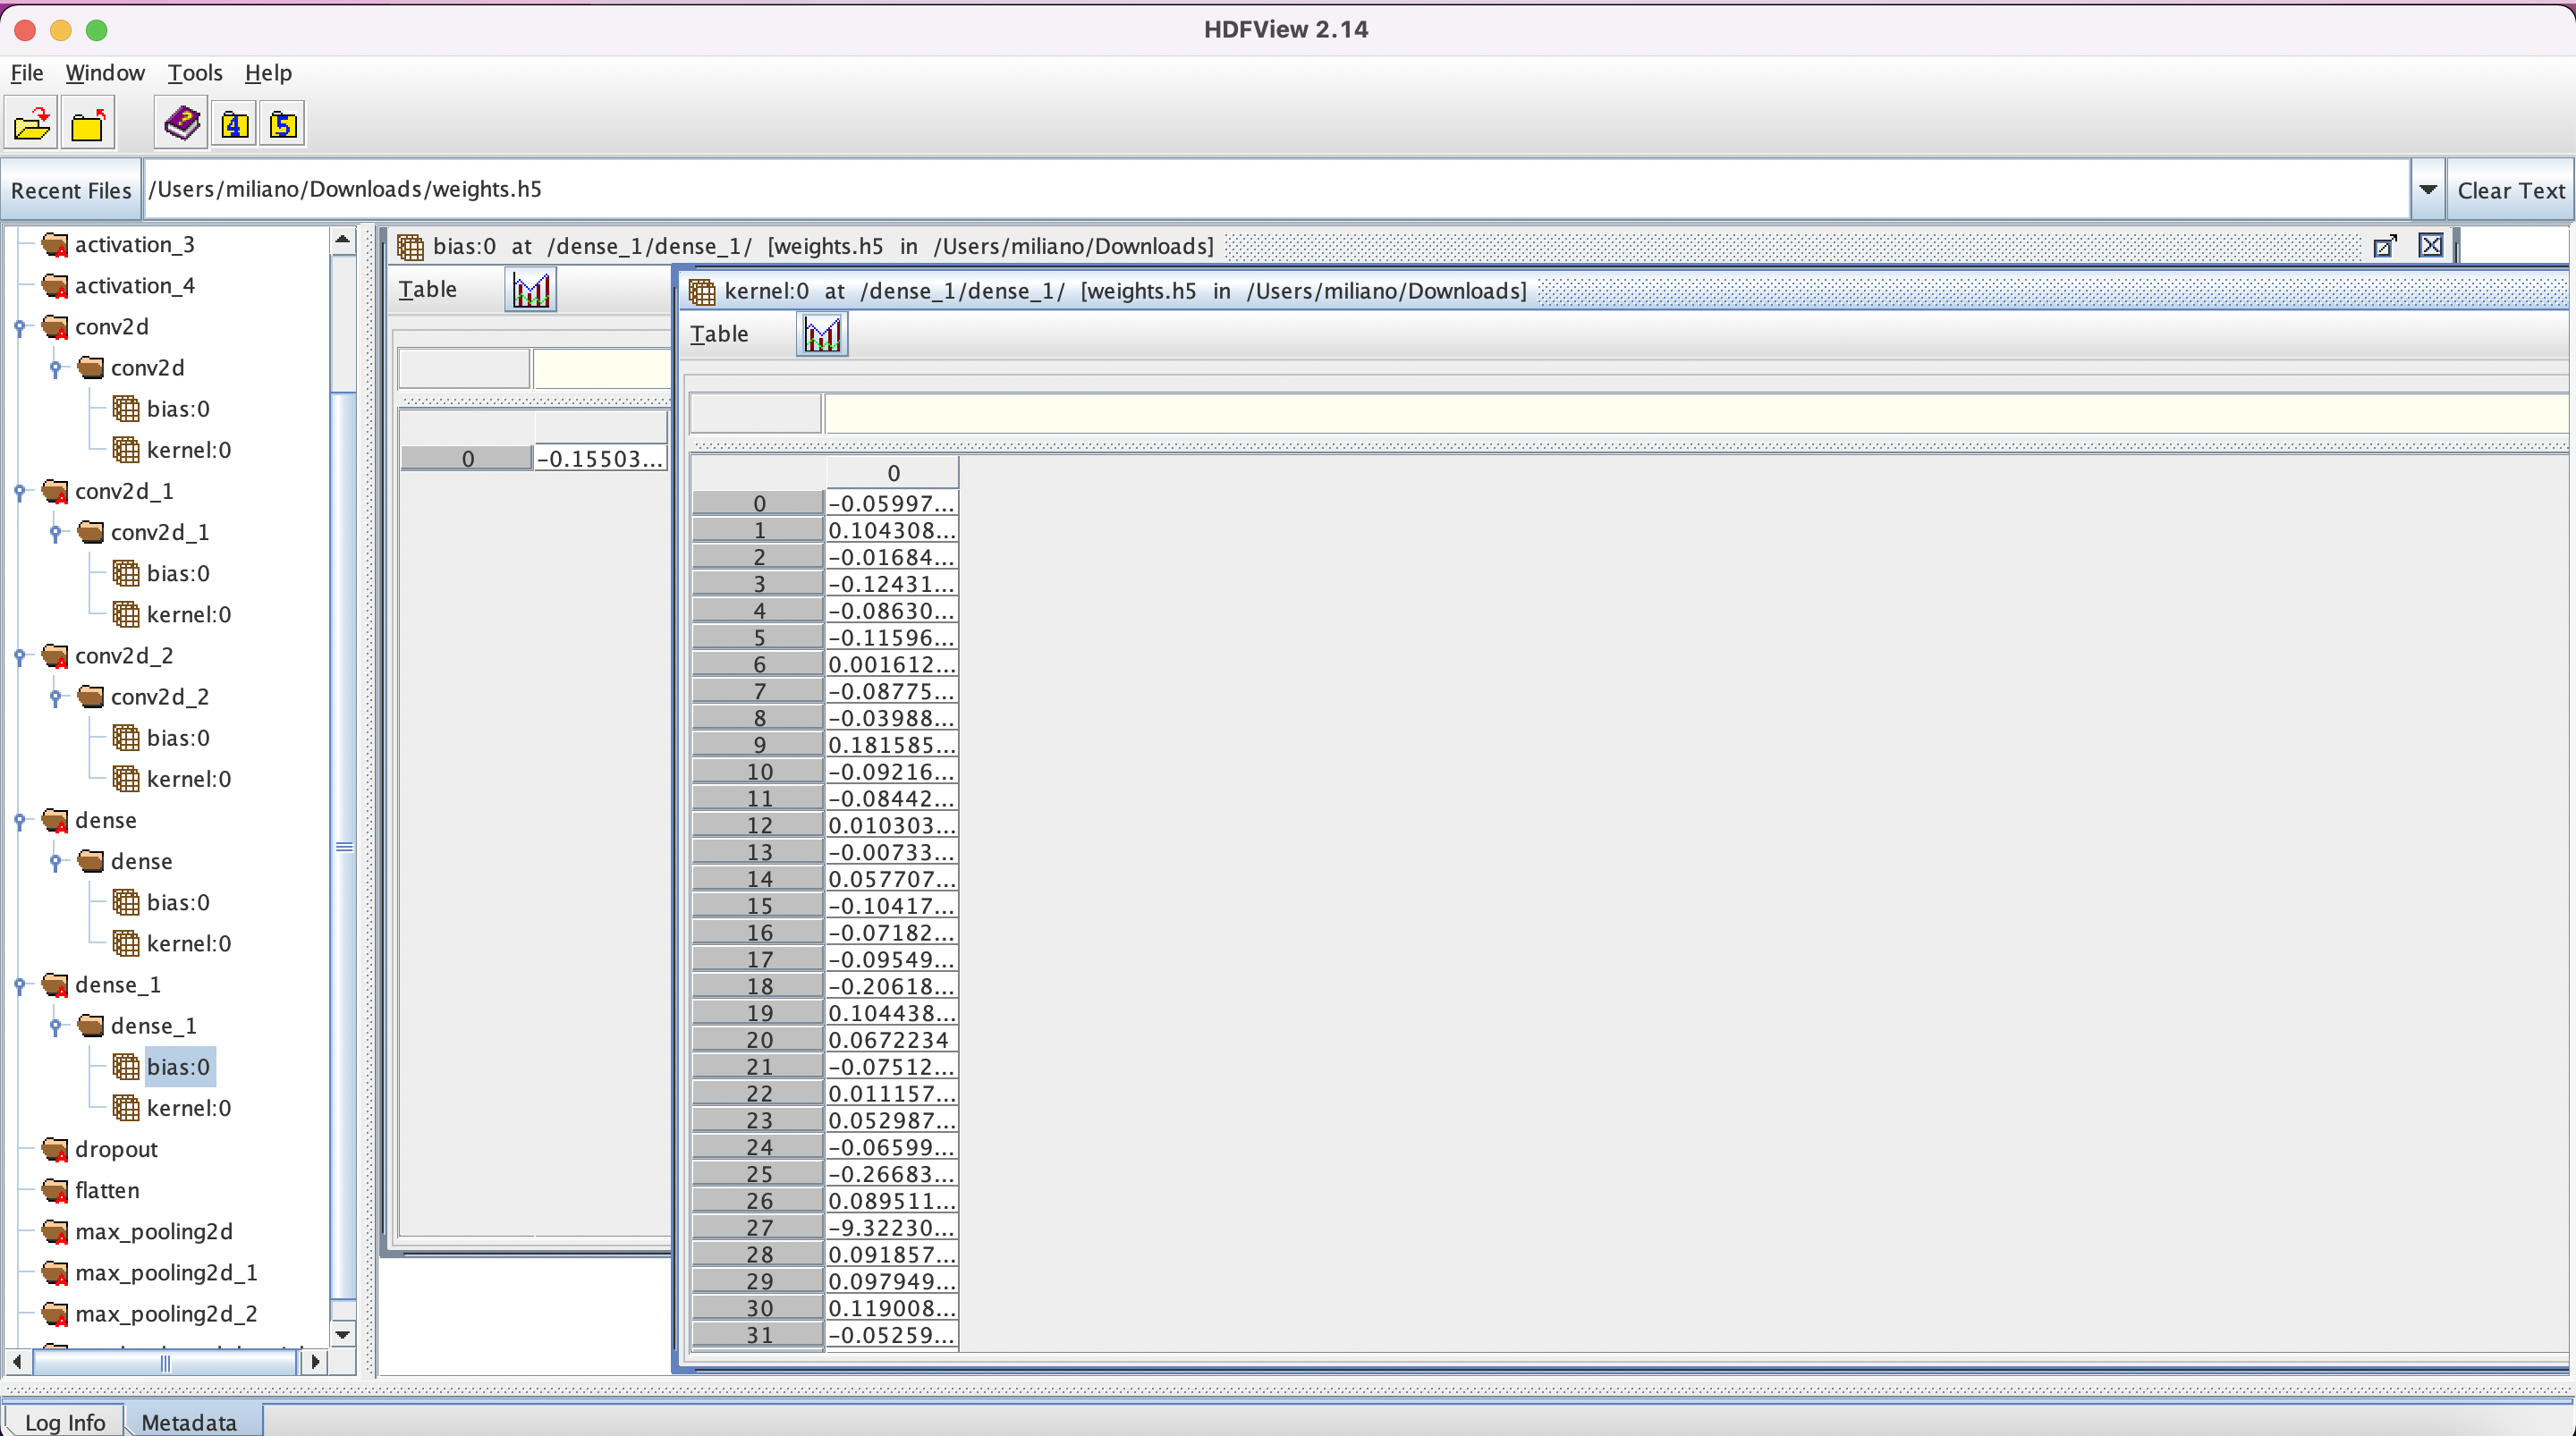 HDFView 2.14
File Window Tools Help
4 5
Recent Files /Users/miliano/Downloads/weights.h5 Clear Text
activation_3
activation_4
conv2d
conv2d
bias:0
kernel:0
conv2d_1
conv2d_1
bias:0
kernel:0
conv2d_2
conv2d_2
bias:0
kernel:0
dense
dense
bias:0
kernel:0
dense_1
dense_1
bias:0
kernel:0
dropout
flatten
max_pooling2d
max_pooling2d_1
max_pooling2d_2
bias:0 at /dense_1/dense_1/ [weights.h5 in /Users/miliano/Downloads]
Table
0 -0.15503...
kernel:0 at /dense_1/dense_1/ [weights.h5 in /Users/miliano/Downloads]
Table
0
0 -0.05997...
1 0.104308...
2 -0.01684...
3 -0.12431...
4 -0.08630...
5 -0.11596...
6 0.001612...
7 -0.08775...
8 -0.03988...
9 0.181585...
10 -0.09216...
11 -0.08442...
12 0.010303...
13 -0.00733...
14 0.057707...
15 -0.10417...
16 -0.07182...
17 -0.09549...
18 -0.20618...
19 0.104438...
20 0.0672234
21 -0.07512...
22 0.011157...
23 0.052987...
24 -0.06599...
25 -0.26683...
26 0.089511...
27 -9.32230...
28 0.091857...
29 0.097949...
30 0.119008...
31 -0.05259...
Log Info Metadata